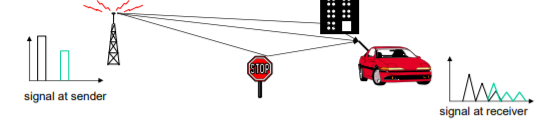 STOP
signal at sender
signal at receiver